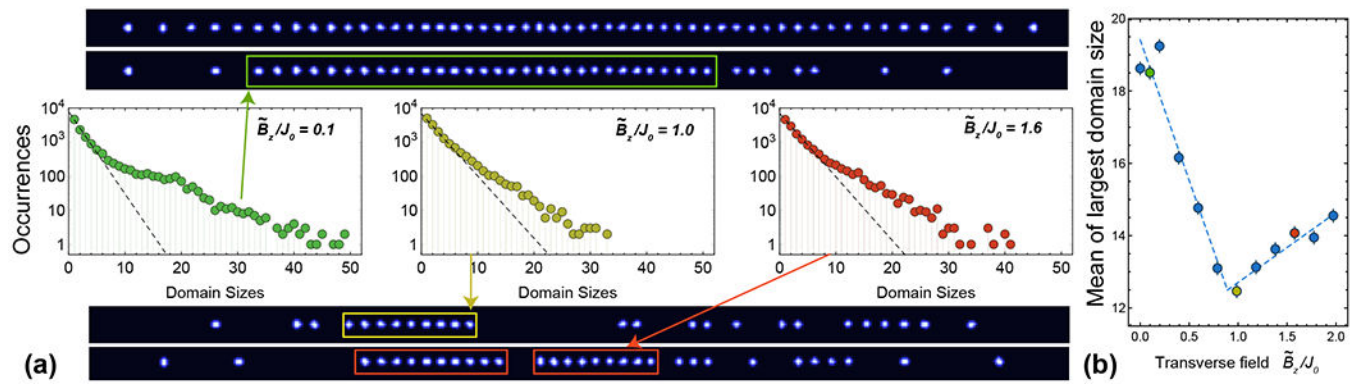 Occurrences
10⁴
10³
100
10
1
B̃z/J₀ = 0.1
0 10 20 30 40 50
Domain Sizes
10⁴
10³
100
10
1
B̃z/J₀ = 1.0
0 10 20 30 40 50
Domain Sizes
10⁴
10³
100
10
1
B̃z/J₀ = 1.6
0 10 20 30 40 50
Domain Sizes
(a)
Mean of largest domain size
20
18
16
14
12
0.0 0.5 1.0 1.5 2.0
Transverse field B̃z/J₀
(b)